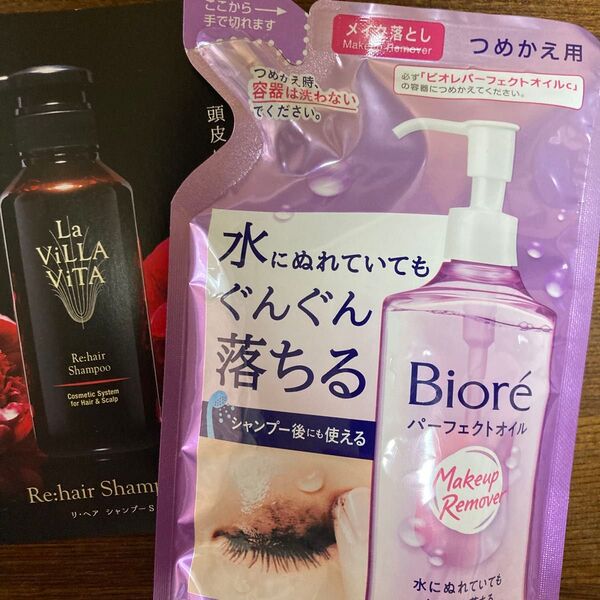 ここから
手で切れます
つめかえ時、
容器は洗わない
でください。
メイク落とし
Makeup Remover
つめかえ用
必ず「ビオレパーフェクトオイルc」
の容器につめかえてください。
水にぬれていても
ぐんぐん
落ちる
シャンプー後にも使える
Bioré
パーフェクトオイル
Makeup
Remover
水にぬれていても
頭皮
La
ViLLA
ViTA
Re:hair
Shampoo
Cosmetic System
for Hair & Scalp
Re:hair Sham
リ・ヘア シャンプーS